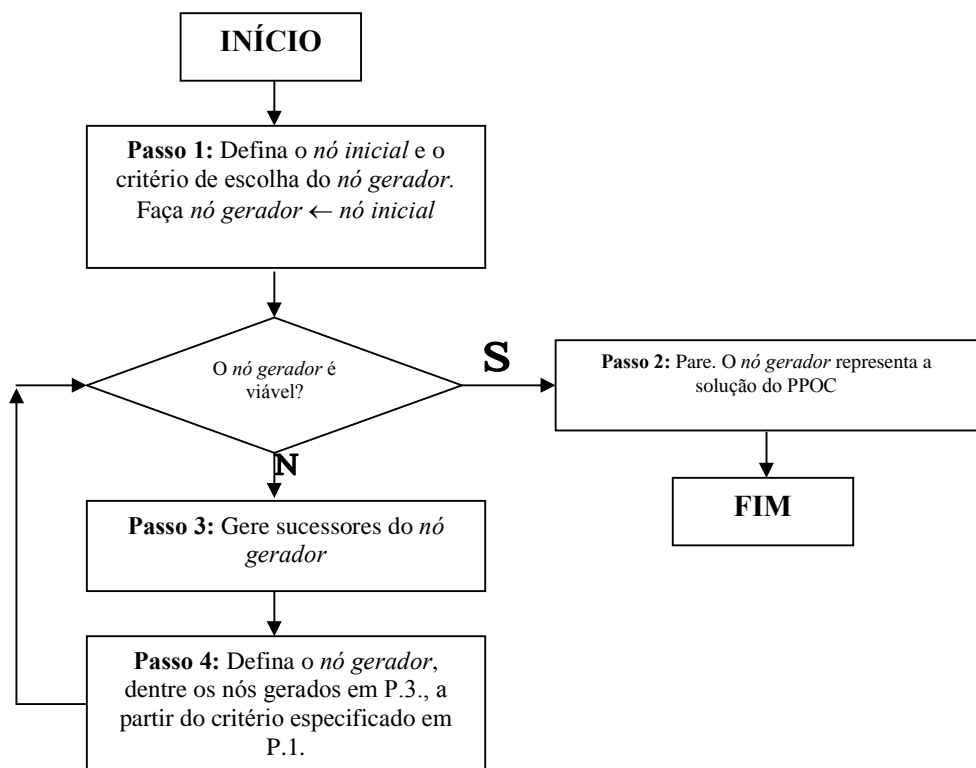 INÍCIO
Passo 1: Defina o nó inicial e o
critério de escolha do nó gerador.
Faça nó gerador ← nó inicial
O nó gerador é
viável?
S
Passo 2: Pare. O nó gerador representa a
solução do PPOC
FIM
N
Passo 3: Gere sucessores do nó
gerador
Passo 4: Defina o nó gerador,
dentre os nós gerados em P.3., a
partir do critério especificado em
P.1.